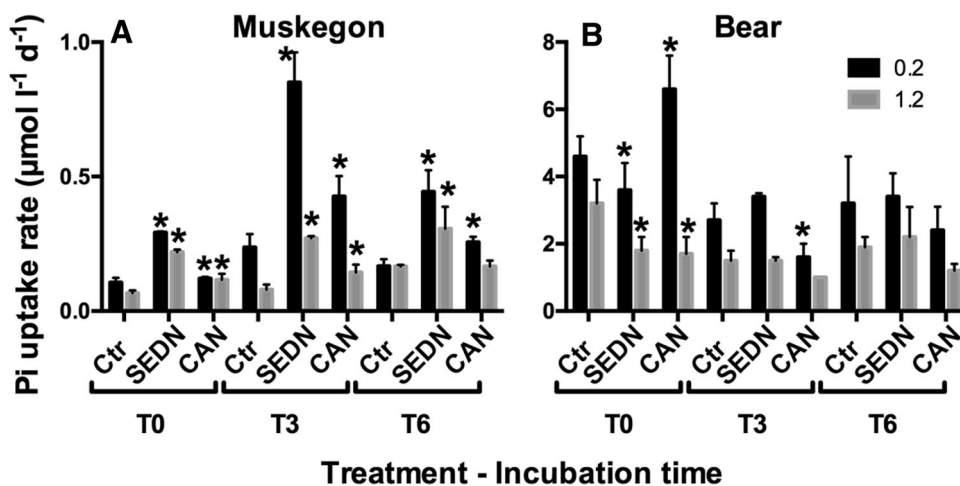 A Muskegon
B Bear
Pi uptake rate (µmol l⁻¹ d⁻¹)
1.0
0.5
0.0
8
6
4
2
0
0.2
1.2
* * * * * * * * * * *
* * * * *
Ctr SEDN CAN Ctr SEDN CAN Ctr SEDN CAN
T0 T3 T6
Ctr SEDN CAN Ctr SEDN CAN Ctr SEDN CAN
T0 T3 T6
Treatment - Incubation time